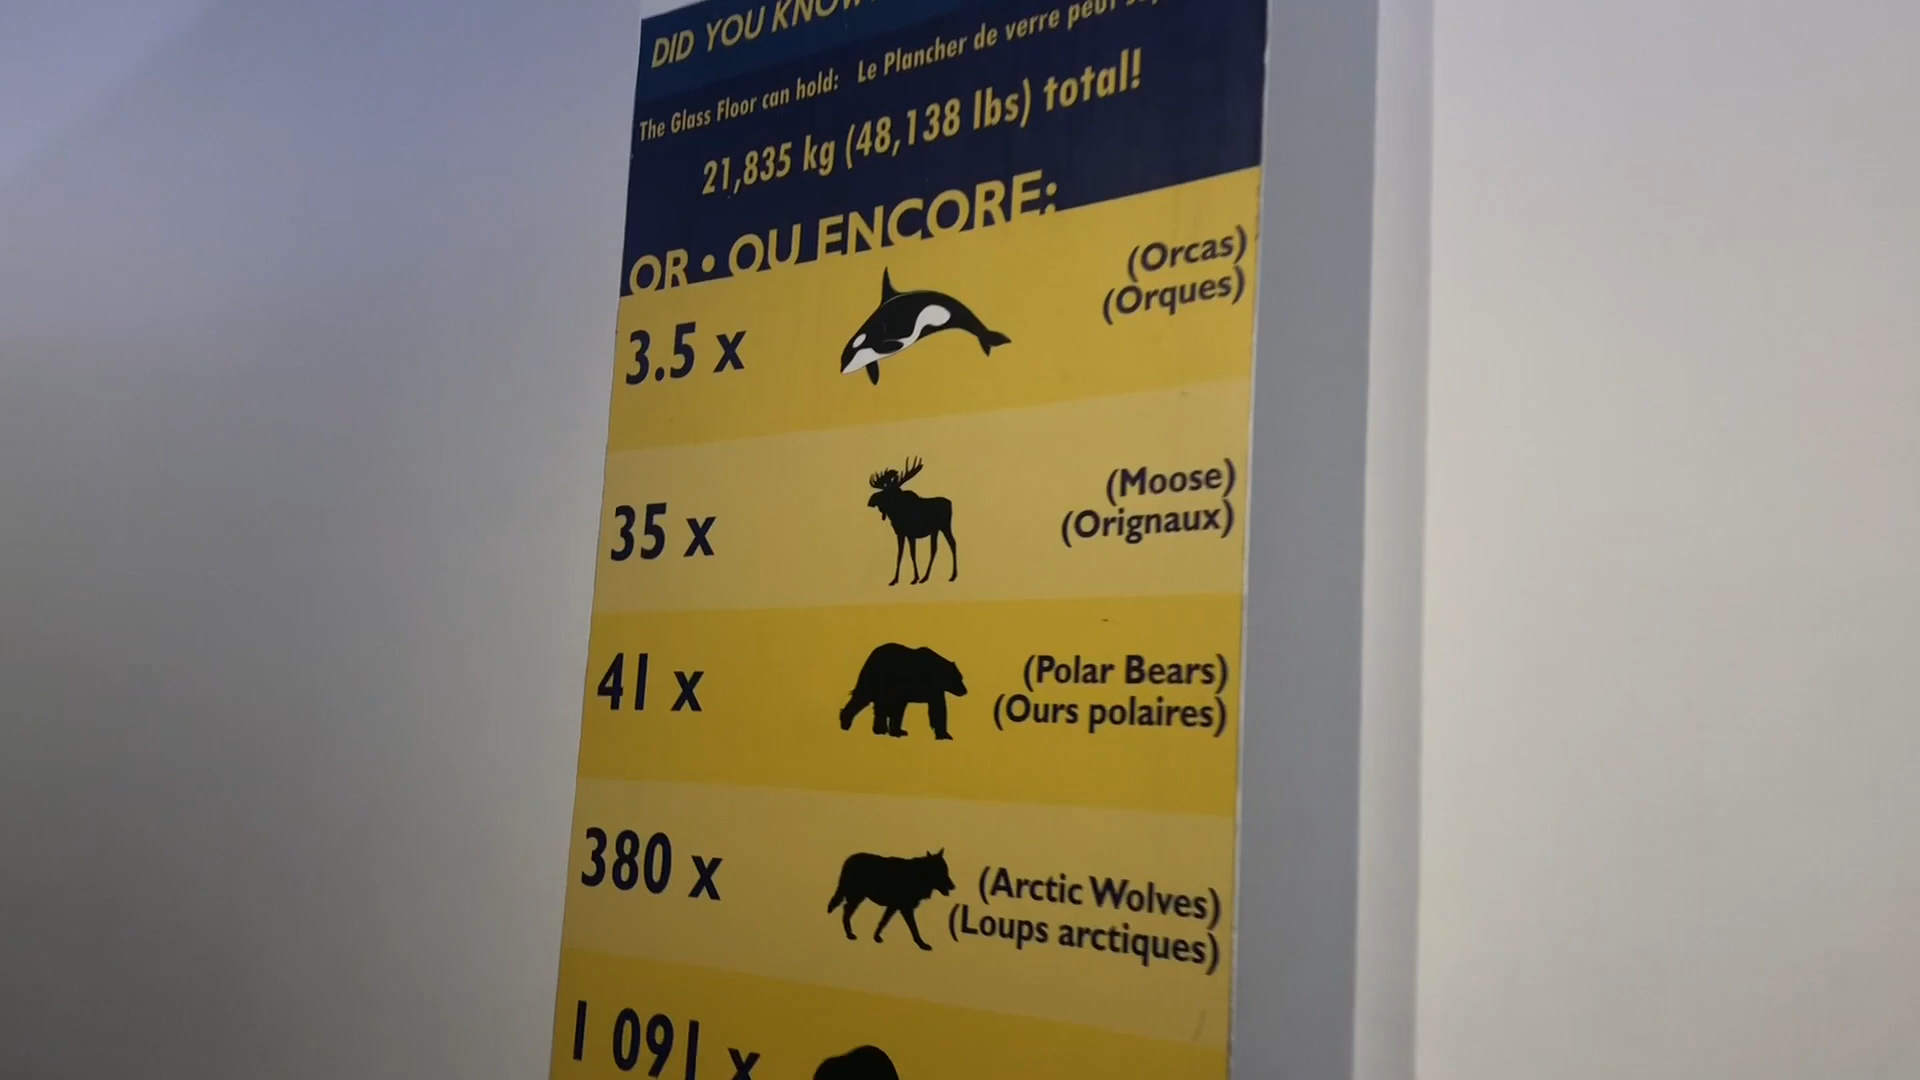 DID YOU KNOW
The Glass Floor can hold: Le Plancher de verre peut
21,835 kg (48,138 lbs) total!
OR • OU ENCORE:
3.5 x
(Orcas)
(Orques)
35 x
(Moose)
(Orignaux)
41 x
(Polar Bears)
(Ours polaires)
380 x
(Arctic Wolves)
(Loups arctiques)
1 091 x